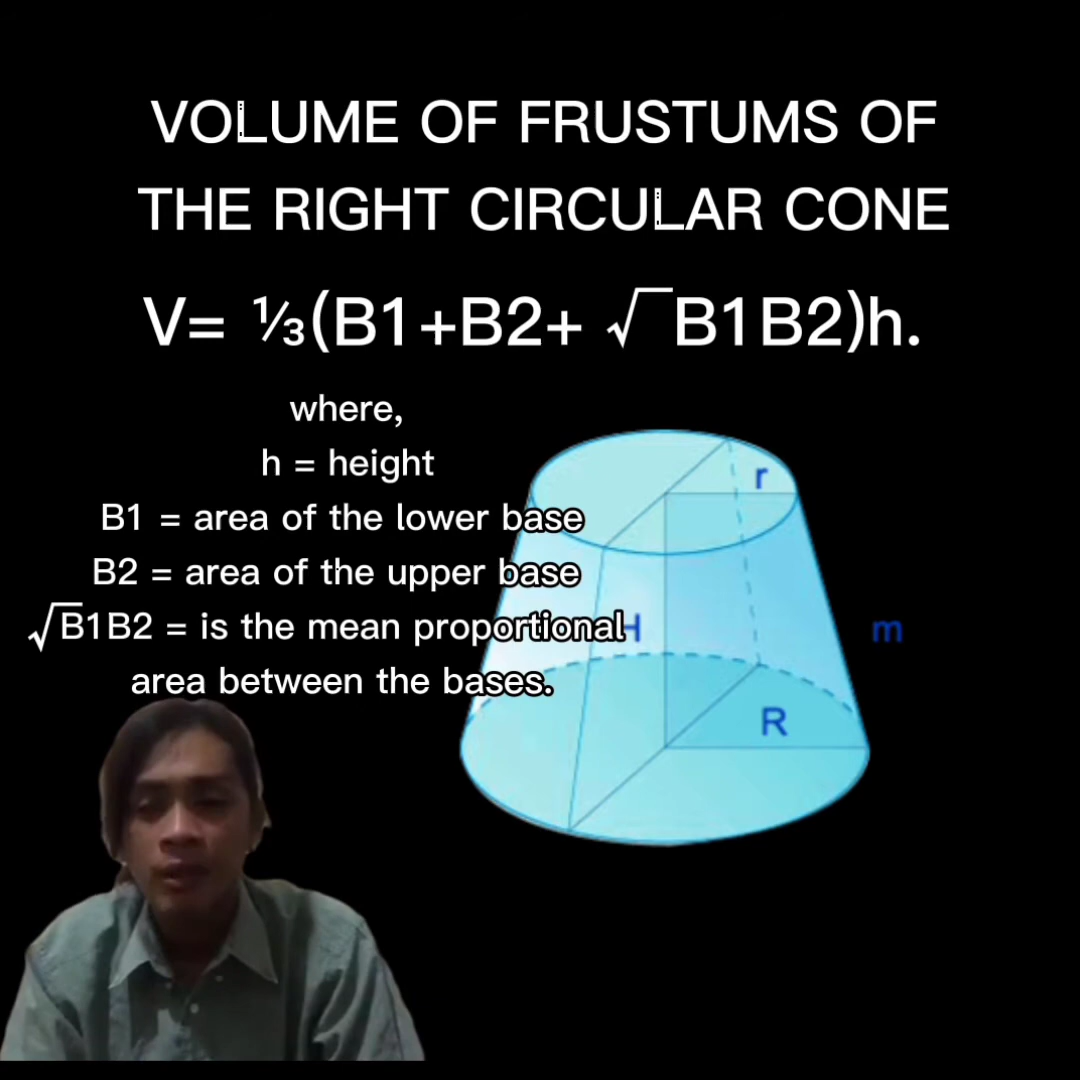 VOLUME OF FRUSTUMS OF
THE RIGHT CIRCULAR CONE
V= ⅓(B1+B2+ √‾B1B2)h.
where,
h = height
B1 = area of the lower base
B2 = area of the upper base
√B1B2 = is the mean proportional
area between the bases.
r
H
m
R